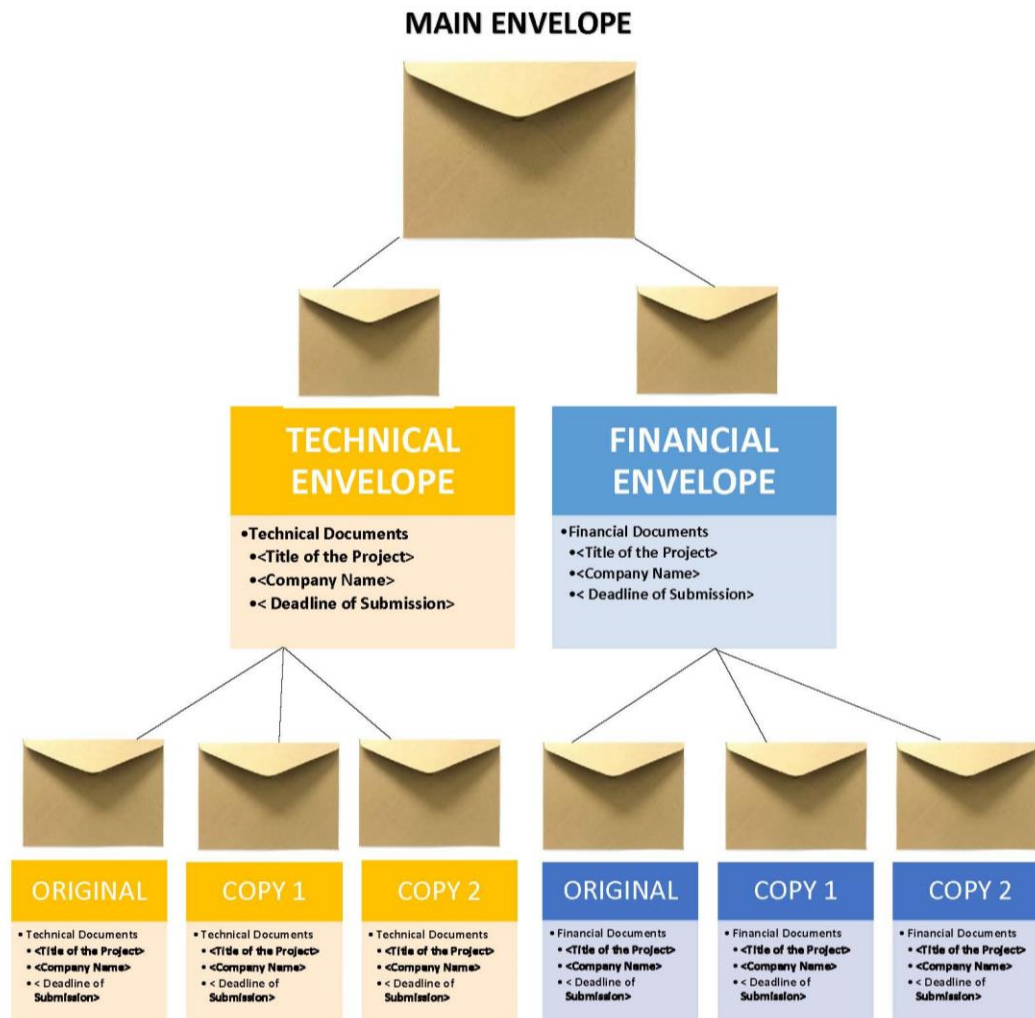 MAIN ENVELOPE
TECHNICAL
ENVELOPE
•Technical Documents
•<Title of the Project>
•<Company Name>
•< Deadline of Submission>
FINANCIAL
ENVELOPE
•Financial Documents
•<Title of the Project>
•<Company Name>
•< Deadline of Submission>
ORIGINAL
• Technical Documents
• <Title of the Project>
• <Company Name>
• < Deadline of
Submission>
COPY 1
• Technical Documents
• <Title of the Project>
• <Company Name>
• < Deadline of
Submission>
COPY 2
• Technical Documents
• <Title of the Project>
• <Company Name>
• < Deadline of
Submission>
ORIGINAL
• Financial Documents
• <Title of the Project>
• <Company Name>
• < Deadline of
Submission>
COPY 1
• Financial Documents
• <Title of the Project>
• <Company Name>
• < Deadline of
Submission>
COPY 2
• Financial Documents
• <Title of the Project>
• <Company Name>
• < Deadline of
Submission>